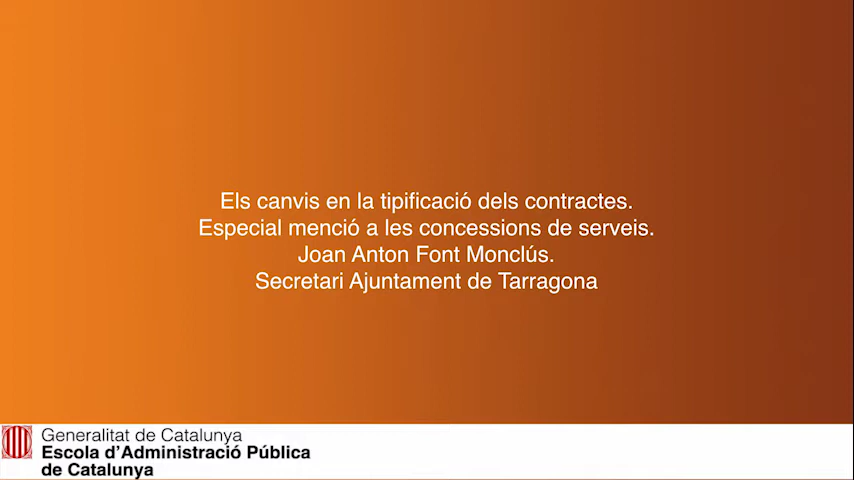 Els canvis en la tipificació dels contractes.
Especial menció a les concessions de serveis.
Joan Anton Font Monclús.
Secretari Ajuntament de Tarragona
Generalitat de Catalunya
Escola d'Administració Pública
de Catalunya